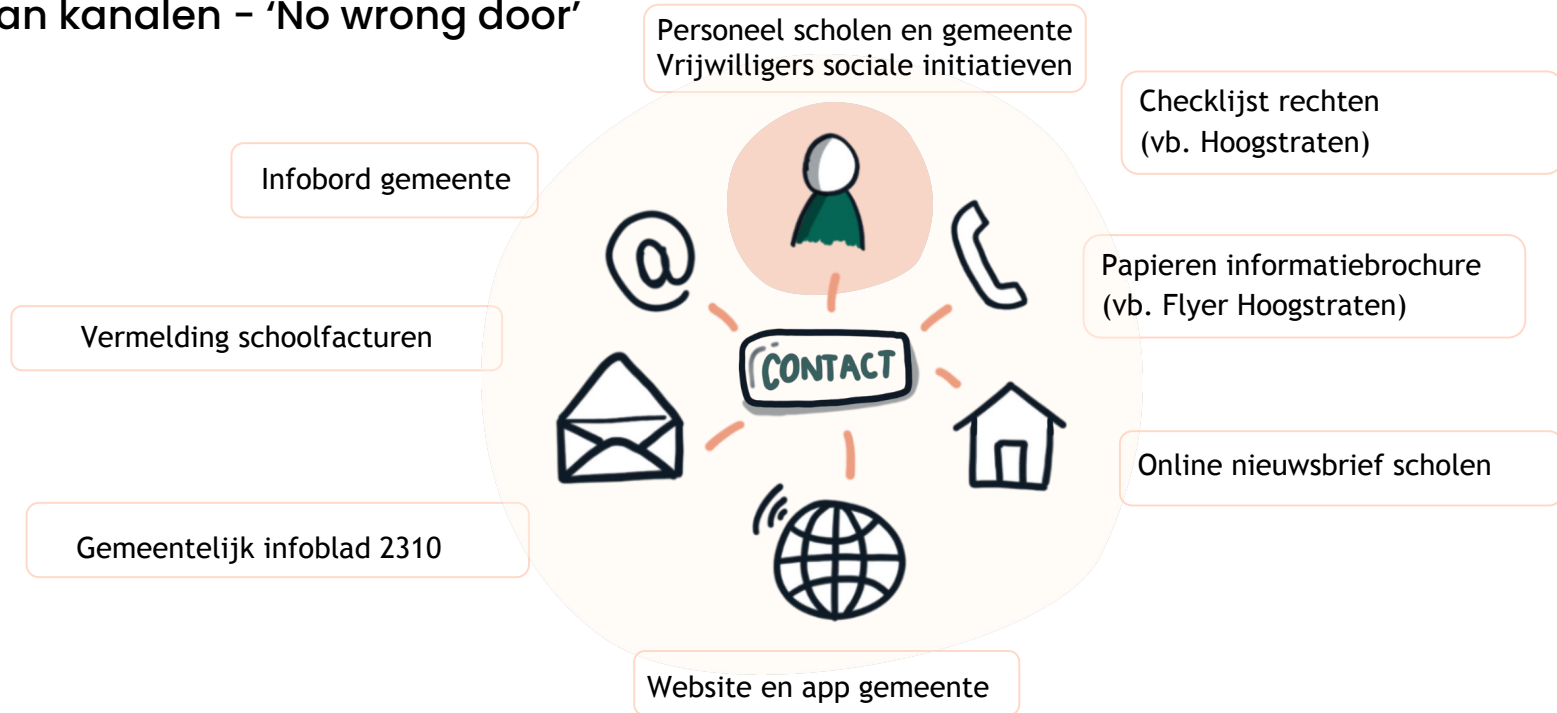 an kanalen – ‘No wrong door’
Personeel scholen en gemeente
Vrijwilligers sociale initiatieven
Checklijst rechten
(vb. Hoogstraten)
Infobord gemeente
Papieren informatiebrochure
(vb. Flyer Hoogstraten)
Vermelding schoolfacturen
CONTACT
Online nieuwsbrief scholen
Gemeentelijk infoblad 2310
Website en app gemeente